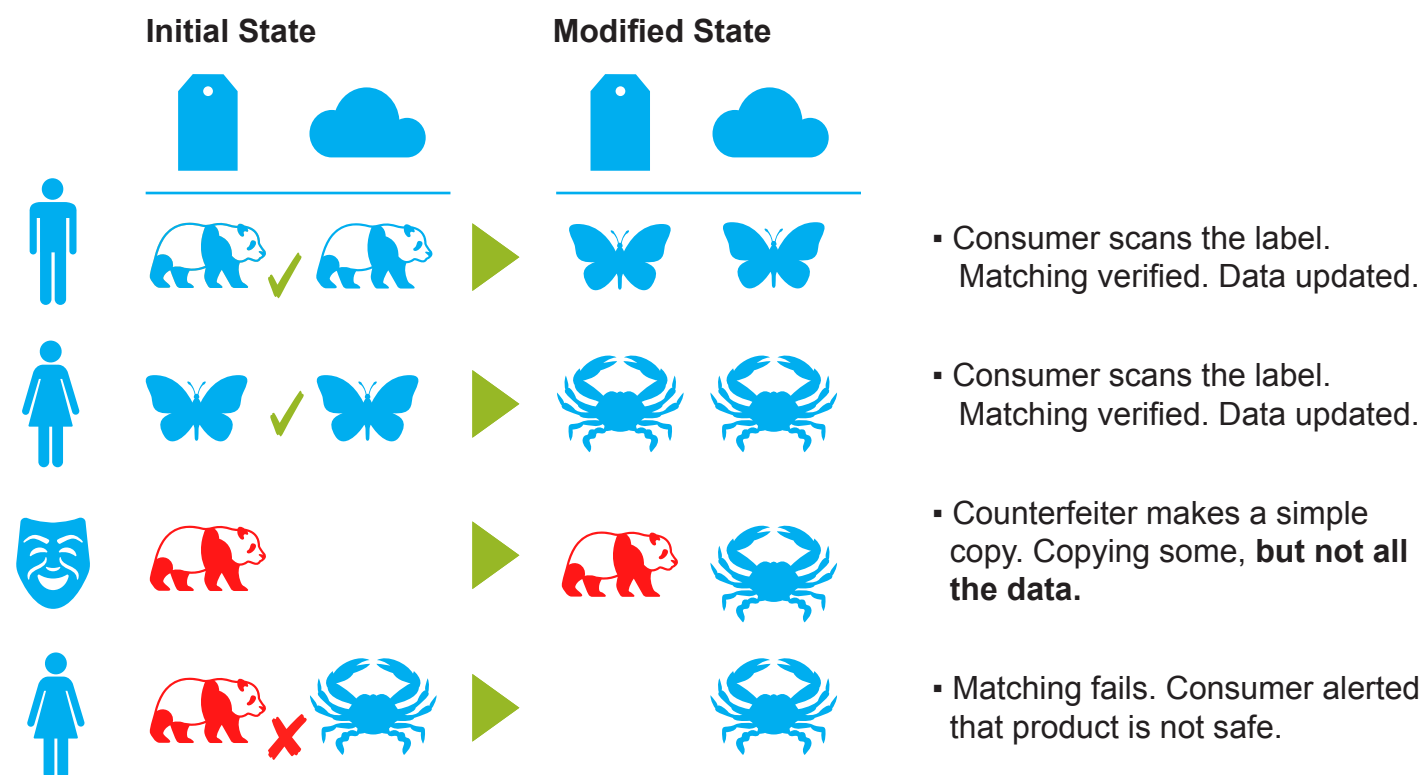 Initial State
Modified State
▪ Consumer scans the label.
Matching verified. Data updated.
▪ Consumer scans the label.
Matching verified. Data updated.
▪ Counterfeiter makes a simple
copy. Copying some, but not all
the data.
▪ Matching fails. Consumer alerted
that product is not safe.